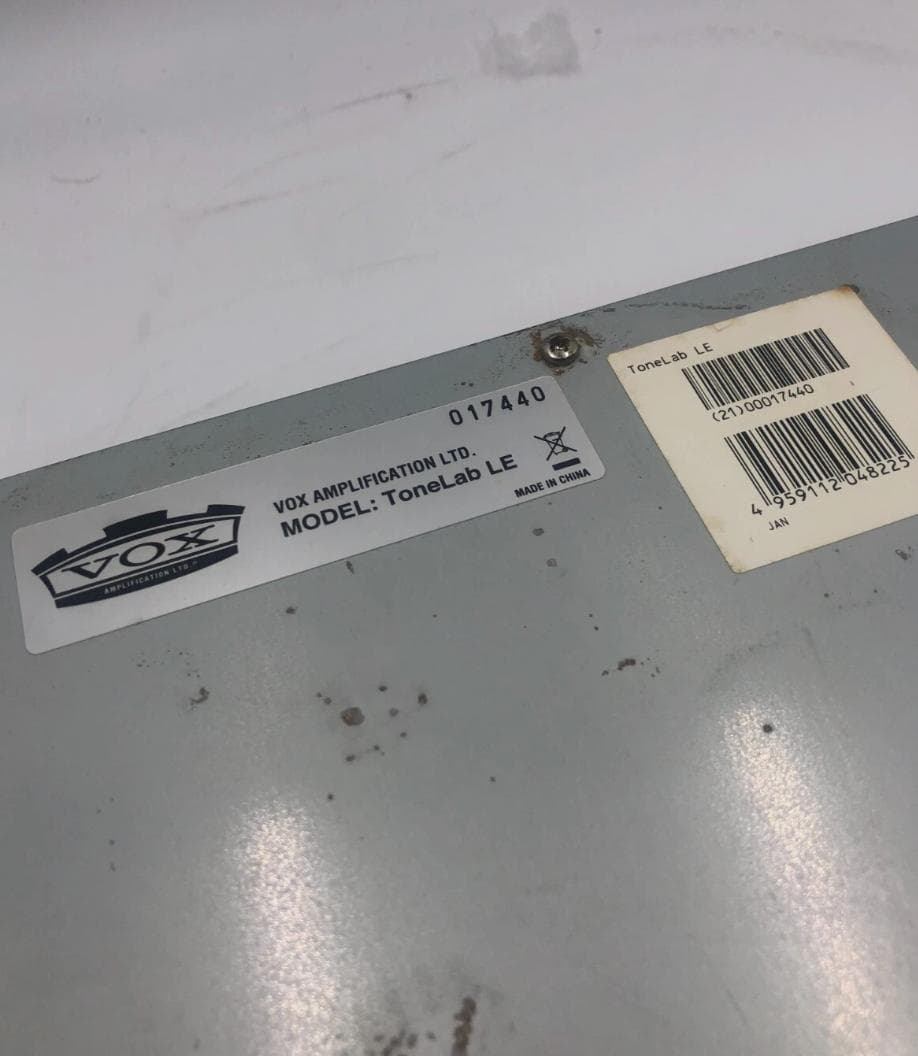 017440
VOX AMPLIFICATION LTD.
MODEL: ToneLab LE
MADE IN CHINA
VOX
AMPLIFICATION LTD.
ToneLab LE
(21)00017440
4 959112 048225
JAN